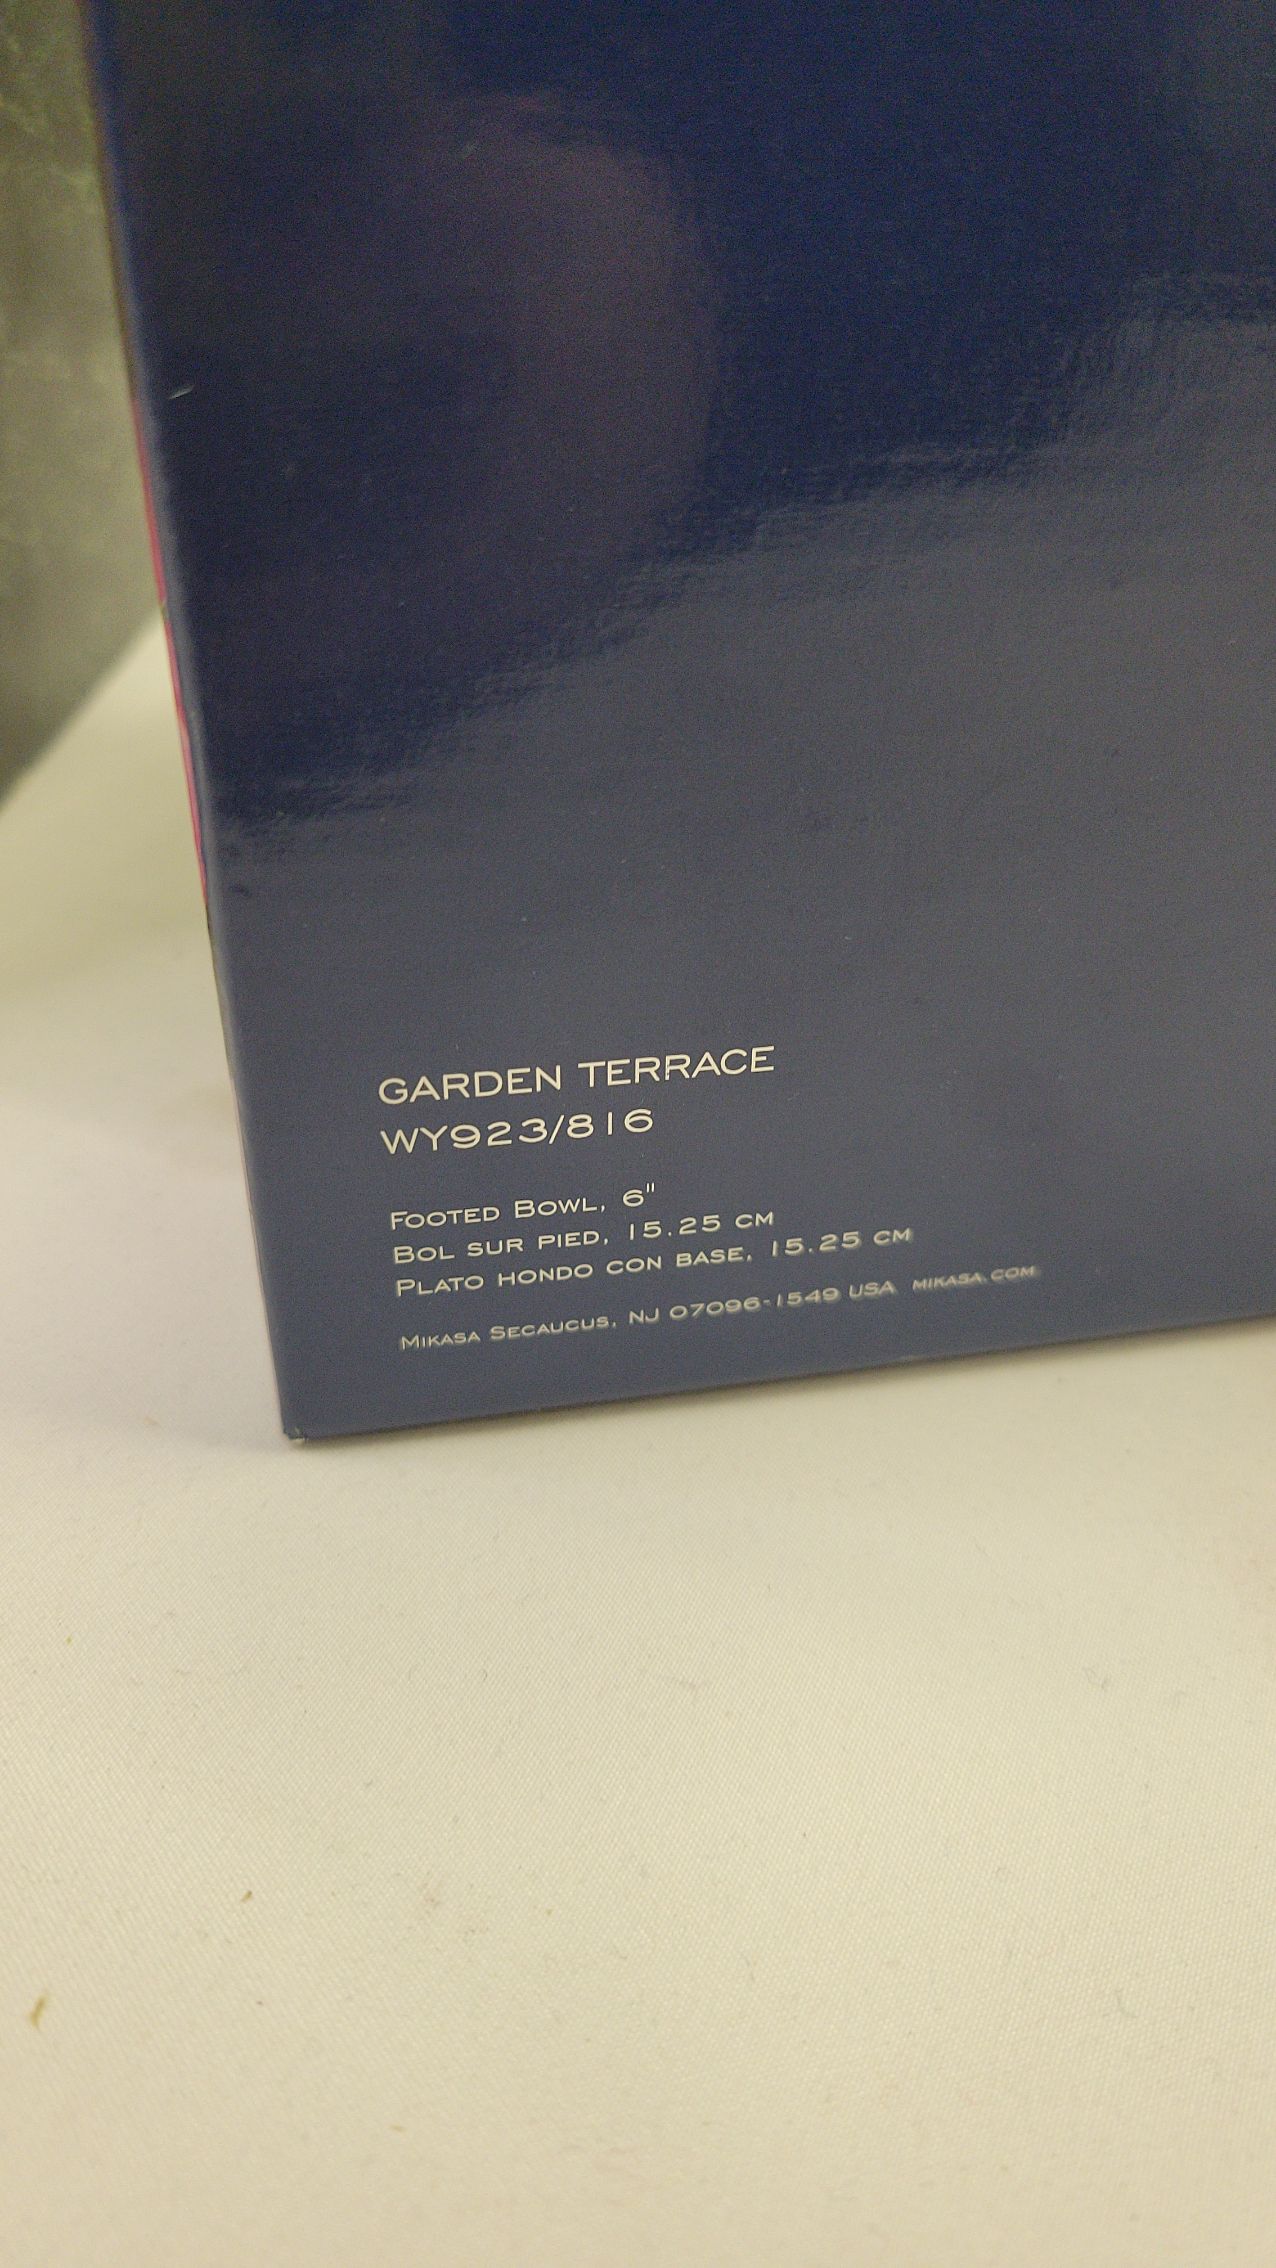 GARDEN TERRACE
WY923/816
FOOTED BOWL, 6"
BOL SUR PIED, 15.25 CM
PLATO HONDO CON BASE, 15.25 CM
MIKASA SECAUCUS, NJ 07096-1549 USA MIKASA.COM